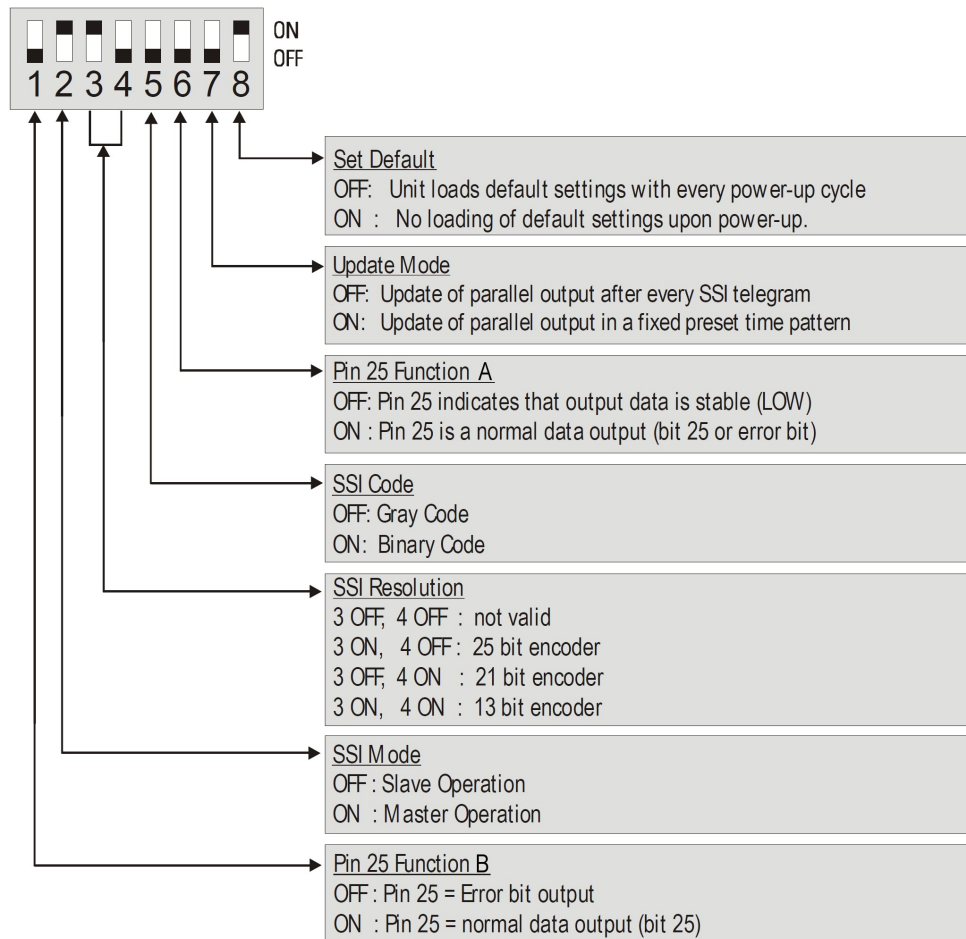 ON
OFF
1 2 3 4 5 6 7 8
Set Default
OFF: Unit loads default settings with every power-up cycle
ON : No loading of default settings upon power-up.
Update Mode
OFF: Update of parallel output after every SSI telegram
ON: Update of parallel output in a fixed preset time pattern
Pin 25 Function A
OFF: Pin 25 indicates that output data is stable (LOW)
ON : Pin 25 is a normal data output (bit 25 or error bit)
SSI Code
OFF: Gray Code
ON: Binary Code
SSI Resolution
3 OFF, 4 OFF : not valid
3 ON, 4 OFF : 25 bit encoder
3 OFF, 4 ON : 21 bit encoder
3 ON, 4 ON : 13 bit encoder
SSI Mode
OFF : Slave Operation
ON : Master Operation
Pin 25 Function B
OFF : Pin 25 = Error bit output
ON : Pin 25 = normal data output (bit 25)